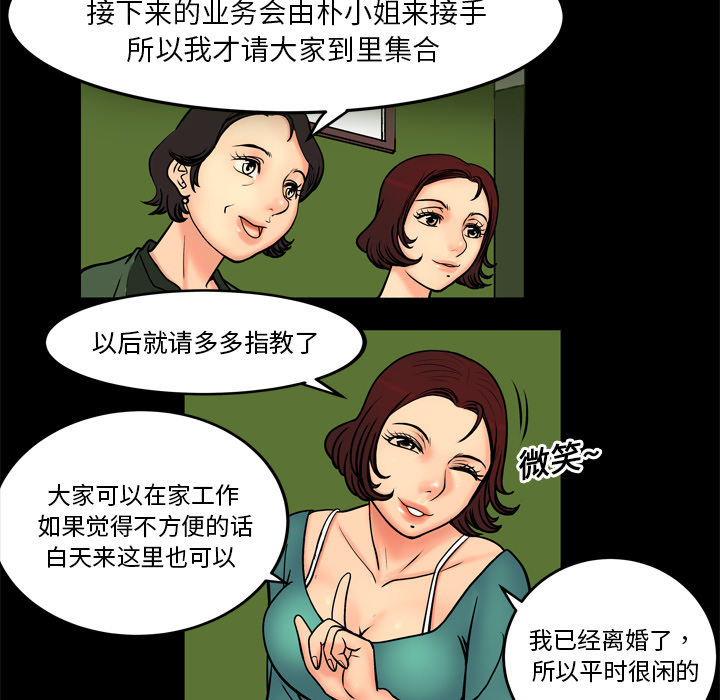 接下来的业务会由朴小姐来接手
所以我才请大家到里集合
以后就请多多指教了
微笑~
大家可以在家工作
如果觉得不方便的话
白天来这里也可以
我已经离婚了，
所以平时很闲的